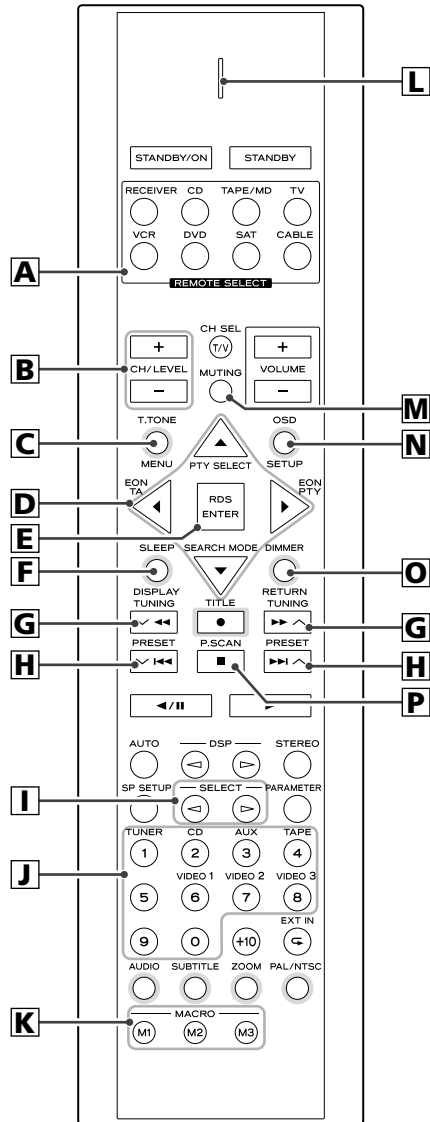 L
STANDBY/ON STANDBY
RECEIVER CD TAPE/MD TV
VCR DVD SAT CABLE
A
REMOTE SELECT
CH SEL
+ T/V +
B CH/LEVEL MUTING VOLUME
− −
M
T.TONE OSD
C N
MENU PTY SELECT SETUP
EON TA EON PTY
D
RDS
ENTER
E
SLEEP SEARCH MODE DIMMER
F O
DISPLAY RETURN
TUNING TITLE TUNING
G G
PRESET P.SCAN PRESET
H H
P
AUTO DSP STEREO
SP SETUP SELECT PARAMETER
I
TUNER CD AUX TAPE
1 2 3 4
J
VIDEO 1 VIDEO 2 VIDEO 3
5 6 7 8
EXT IN
9 0 +10
AUDIO SUBTITLE ZOOM PAL/NTSC
MACRO
K M1 M2 M3